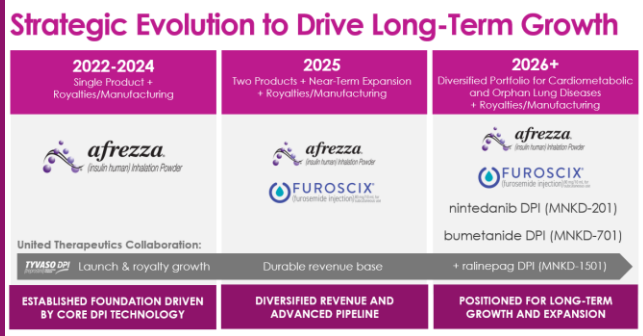 Strategic Evolution to Drive Long-Term Growth
2022-2024
Single Product +
Royalties/Manufacturing
2025
Two Products + Near-Term Expansion
+ Royalties/Manufacturing
2026+
Diversified Portfolio for Cardiometabolic
and Orphan Lung Diseases
+ Royalties/Manufacturing
afrezza
(insulin human) Inhalation Powder
afrezza
(insulin human) Inhalation Powder
FUROSCIX
(furosemide injection)
afrezza
(insulin human) Inhalation Powder
FUROSCIX
(furosemide injection)
nintedanib DPI (MNKD-201)
bumetanide DPI (MNKD-701)
United Therapeutics Collaboration:
TYVASO DPI
Launch & royalty growth
Durable revenue base
+ ralinepag DPI (MNKD-1501)
ESTABLISHED FOUNDATION DRIVEN
BY CORE DPI TECHNOLOGY
DIVERSIFIED REVENUE AND
ADVANCED PIPELINE
POSITIONED FOR LONG-TERM
GROWTH AND EXPANSION